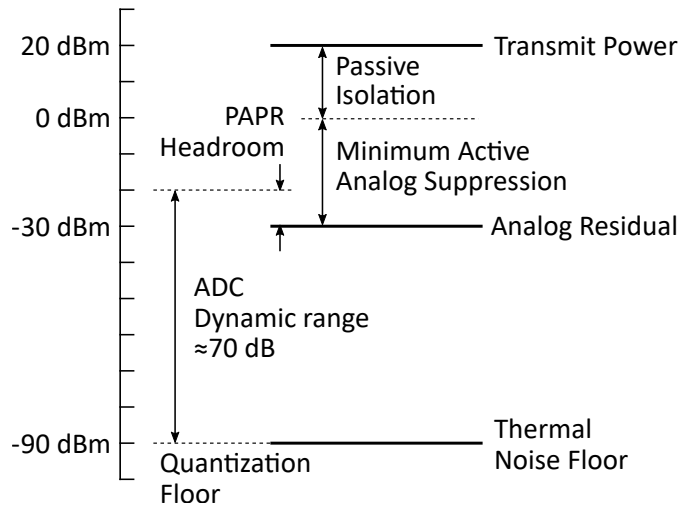 20 dBm
Transmit Power
Passive
Isolation
0 dBm
PAPR
Headroom
Minimum Active
Analog Suppression
-30 dBm
Analog Residual
ADC
Dynamic range
≈70 dB
-90 dBm
Thermal
Noise Floor
Quantization
Floor